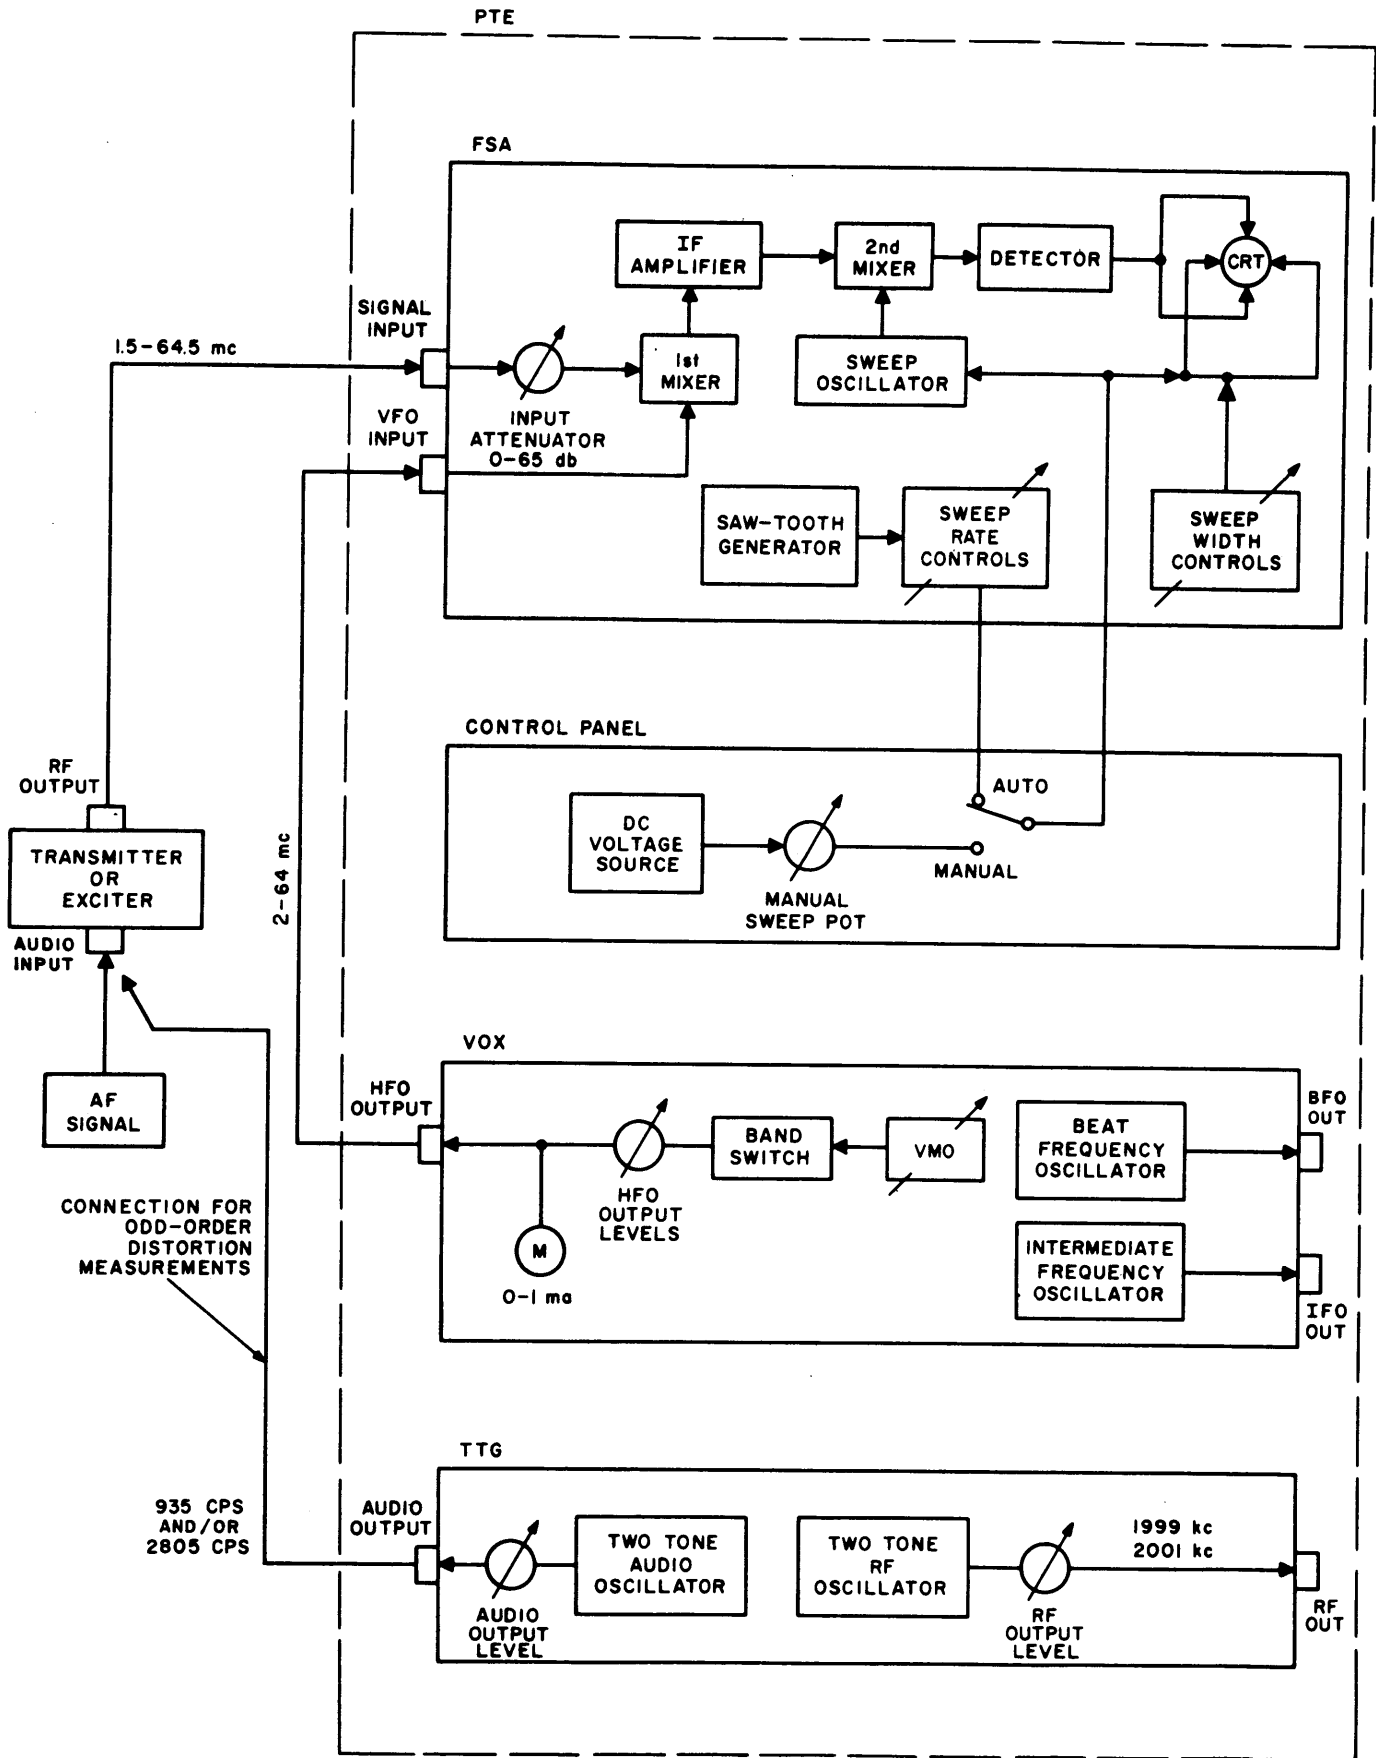 PTE
FSA
IF
AMPLIFIER
2nd
MIXER
DETECTOR
CRT
SIGNAL
INPUT
1.5-64.5 mc
1st
MIXER
SWEEP
OSCILLATOR
VFO
INPUT
INPUT
ATTENUATOR
0-65 db
SAW-TOOTH
GENERATOR
SWEEP
RATE
CONTROLS
SWEEP
WIDTH
CONTROLS
CONTROL PANEL
RF
OUTPUT
AUTO
DC
VOLTAGE
SOURCE
MANUAL
MANUAL
SWEEP POT
TRANSMITTER
OR
EXCITER
2-64 mc
AUDIO
INPUT
AF
SIGNAL
VOX
HFO
OUTPUT
BAND
SWITCH
VMO
BEAT
FREQUENCY
OSCILLATOR
BFO
OUT
HFO
OUTPUT
LEVELS
M
0-1 ma
INTERMEDIATE
FREQUENCY
OSCILLATOR
IFO
OUT
CONNECTION FOR
ODD-ORDER
DISTORTION
MEASUREMENTS
TTG
935 CPS
AND/OR
2805 CPS
AUDIO
OUTPUT
TWO TONE
AUDIO
OSCILLATOR
TWO TONE
RF
OSCILLATOR
1999 kc
2001 kc
AUDIO
OUTPUT
LEVEL
RF
OUTPUT
LEVEL
RF
OUT